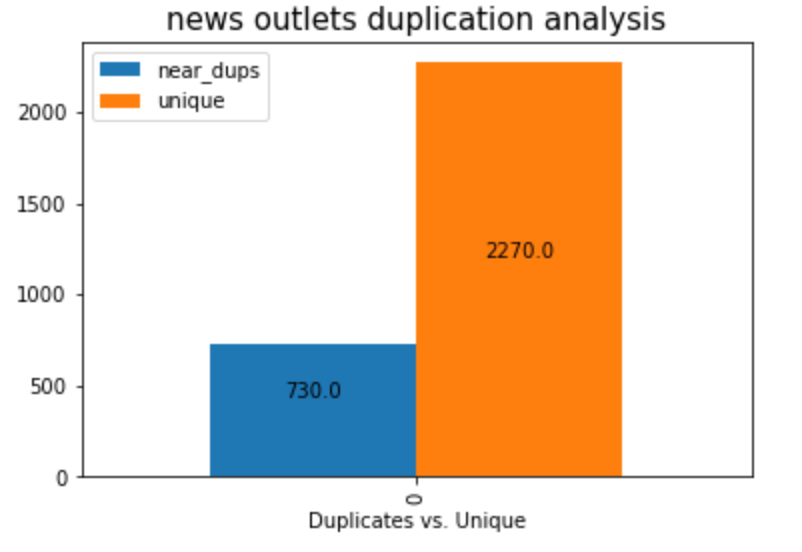 news outlets duplication analysis
near_dups
unique
2000
1500
1000
500
0
2270.0
730.0
0
Duplicates vs. Unique